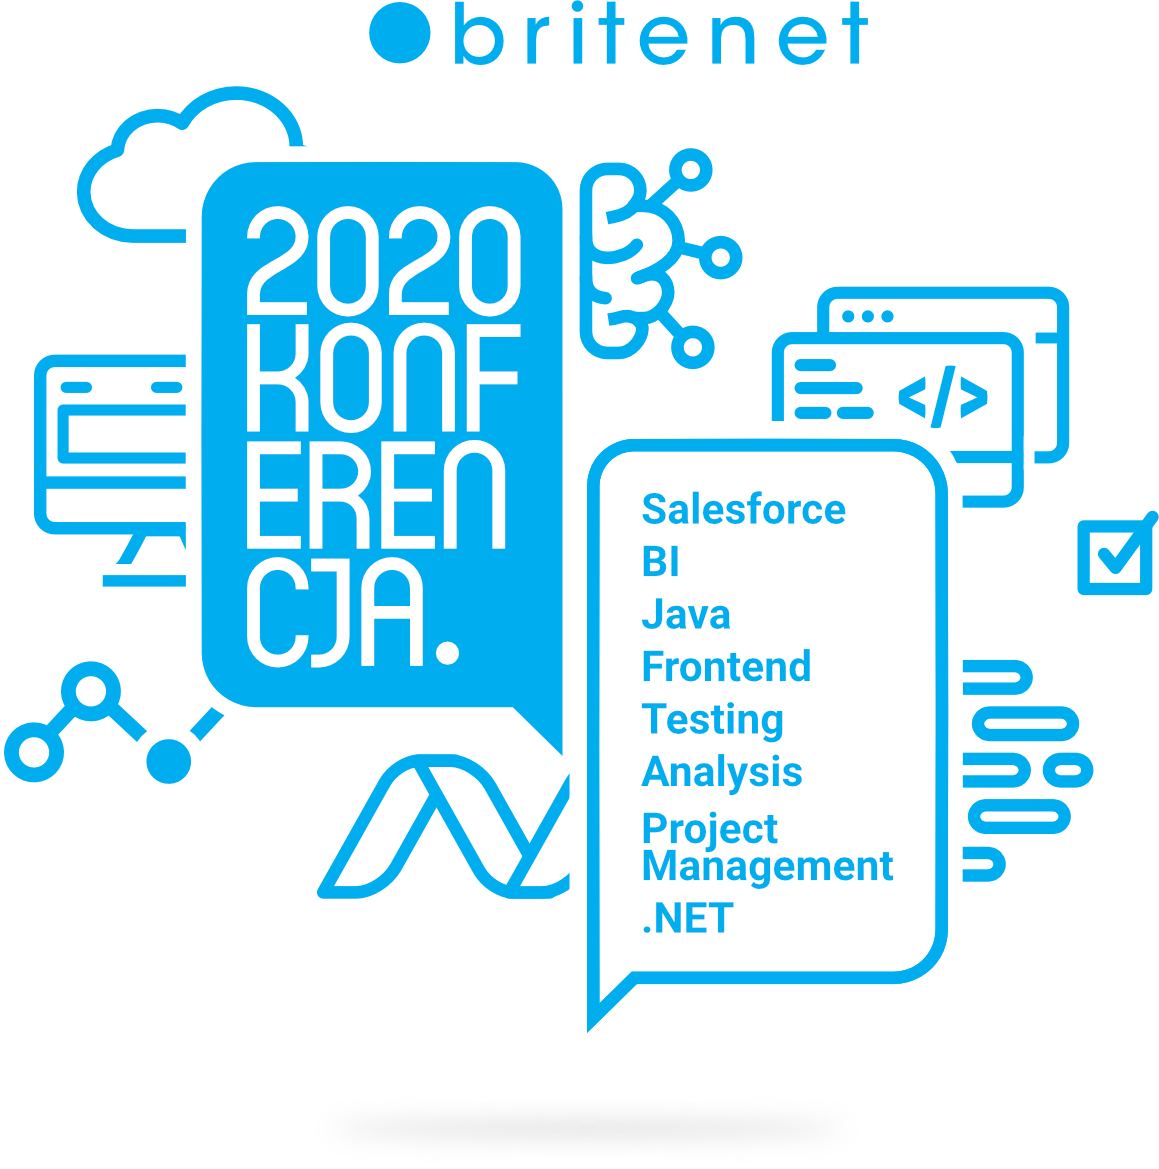 britenet
2020
KONF
EREN
CJA.
</>
Salesforce
BI
Java
Frontend
Testing
Analysis
Project
Management
.NET